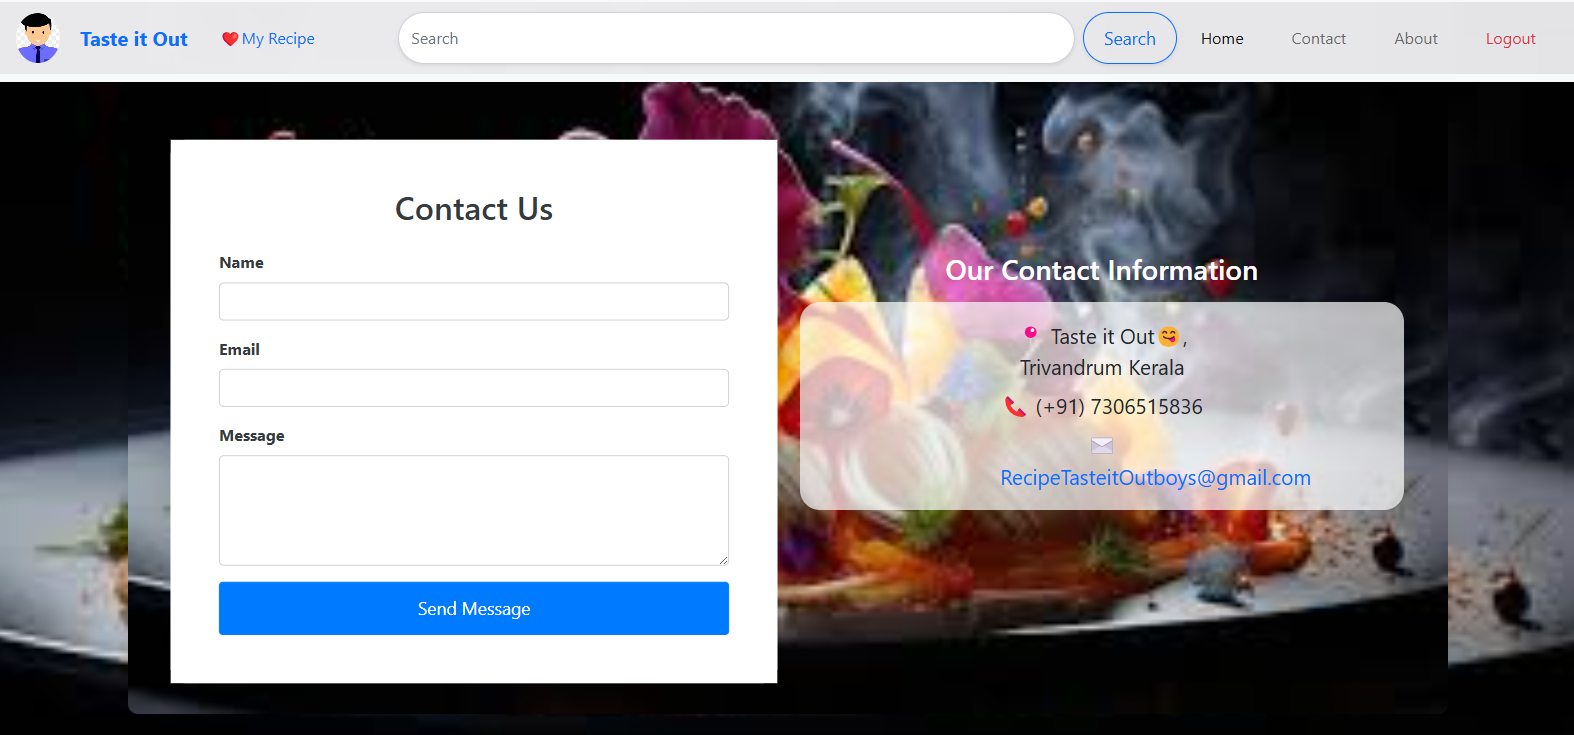 Taste it Out ❤️ My Recipe Search Search Home Contact About Logout
Contact Us
Name
Email
Message
Send Message
Our Contact Information
Taste it Out😋,
Trivandrum Kerala
(+91) 7306515836
RecipeTasteitOutboys@gmail.com